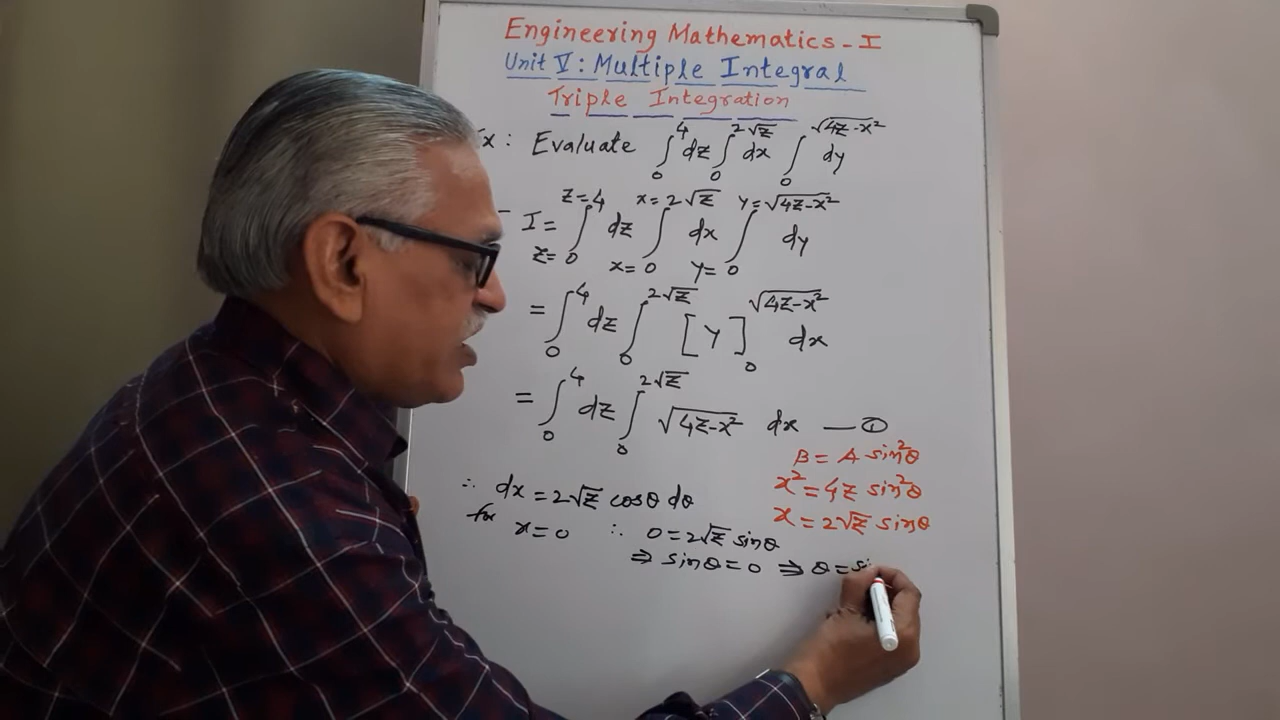 Engineering Mathematics - I
Unit V : Multiple Integral
Triple Integration
x : Evaluate ∫₀⁴ dz ∫₀^{2√z} dx ∫₀^{√(4z-x²)} dy
I = ∫_{z=0}^{z=4} dz ∫_{x=0}^{x=2√z} dx ∫_{y=0}^{y=√(4z-x²)} dy
= ∫₀⁴ dz ∫₀^{2√z} [y]₀^{√(4z-x²)} dx
= ∫₀⁴ dz ∫₀^{2√z} √(4z-x²) dx — ①
B = A sin²θ
x² = 4z sin²θ
x = 2√z sinθ
∴ dx = 2√z cosθ dθ
for x = 0 ∴ 0 = 2√z sinθ
⇒ sinθ = 0 ⇒ θ = si